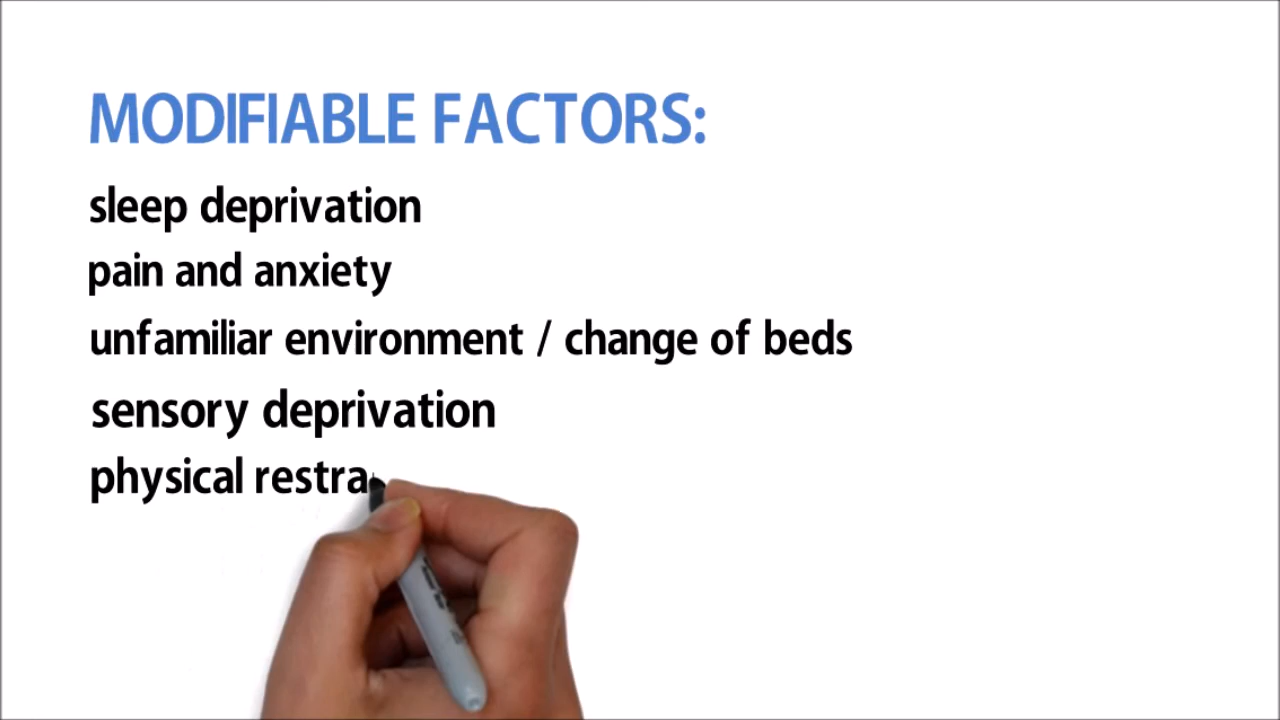 MODIFIABLE FACTORS:
sleep deprivation
pain and anxiety
unfamiliar environment / change of beds
sensory deprivation
physical restra